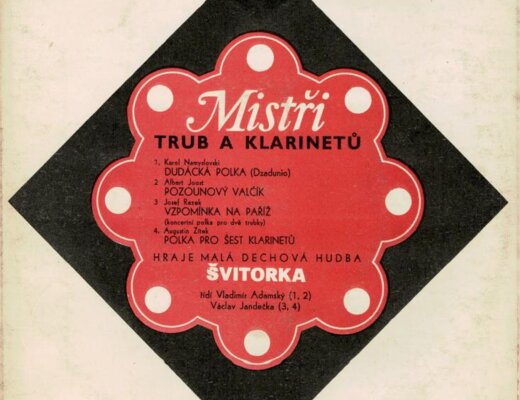 Mistři
TRUB A KLARINETŮ
1. Karol Namyslovski
DUDÁCKÁ POLKA (Dzadunio)
2 Albert Joost
POZOUNOVÝ VALČÍK
3 Josef Rezek
VZPOMÍNKA NA PAŘÍŽ
(koncertní polka pro dvě trubky)
4. Augustin Žítek
POLKA PRO ŠEST KLARINETŮ
HRAJE MALÁ DECHOVÁ HUDBA
ŠVITORKA
řídí Vladimír Adamský (1, 2)
Václav Jandečka (3, 4)